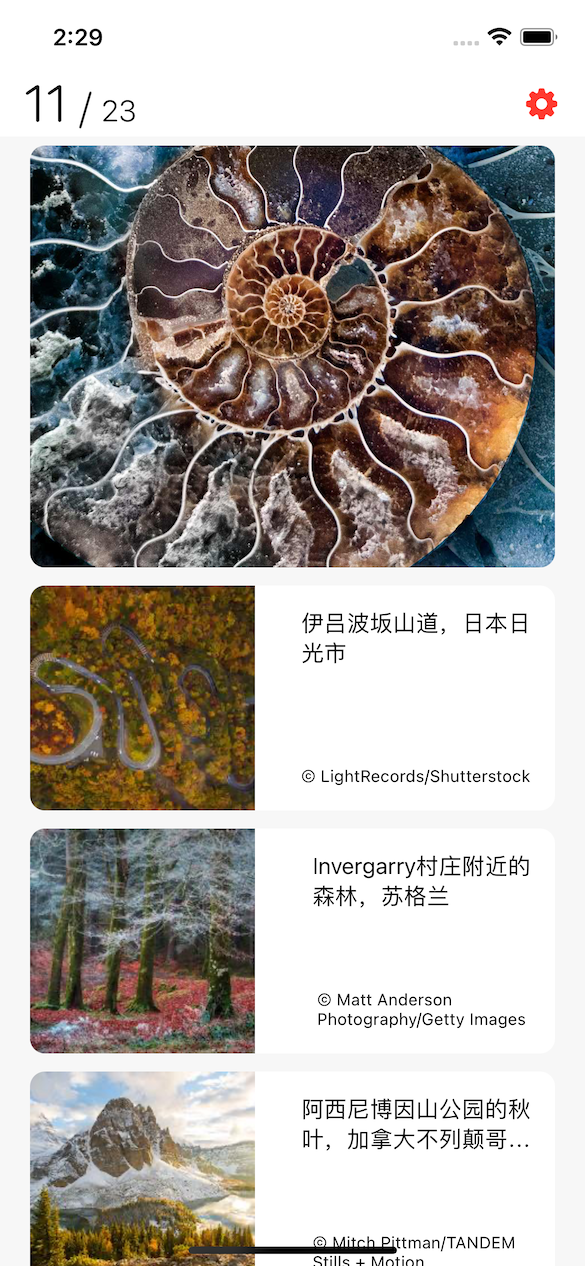 2:29
11 / 23
伊吕波坂山道，日本日
光市
© LightRecords/Shutterstock
Invergarry村庄附近的
森林，苏格兰
© Matt Anderson
Photography/Getty Images
阿西尼博因山公园的秋
叶，加拿大不列颠哥…
© Mitch Pittman/TANDEM
Stills + Motion